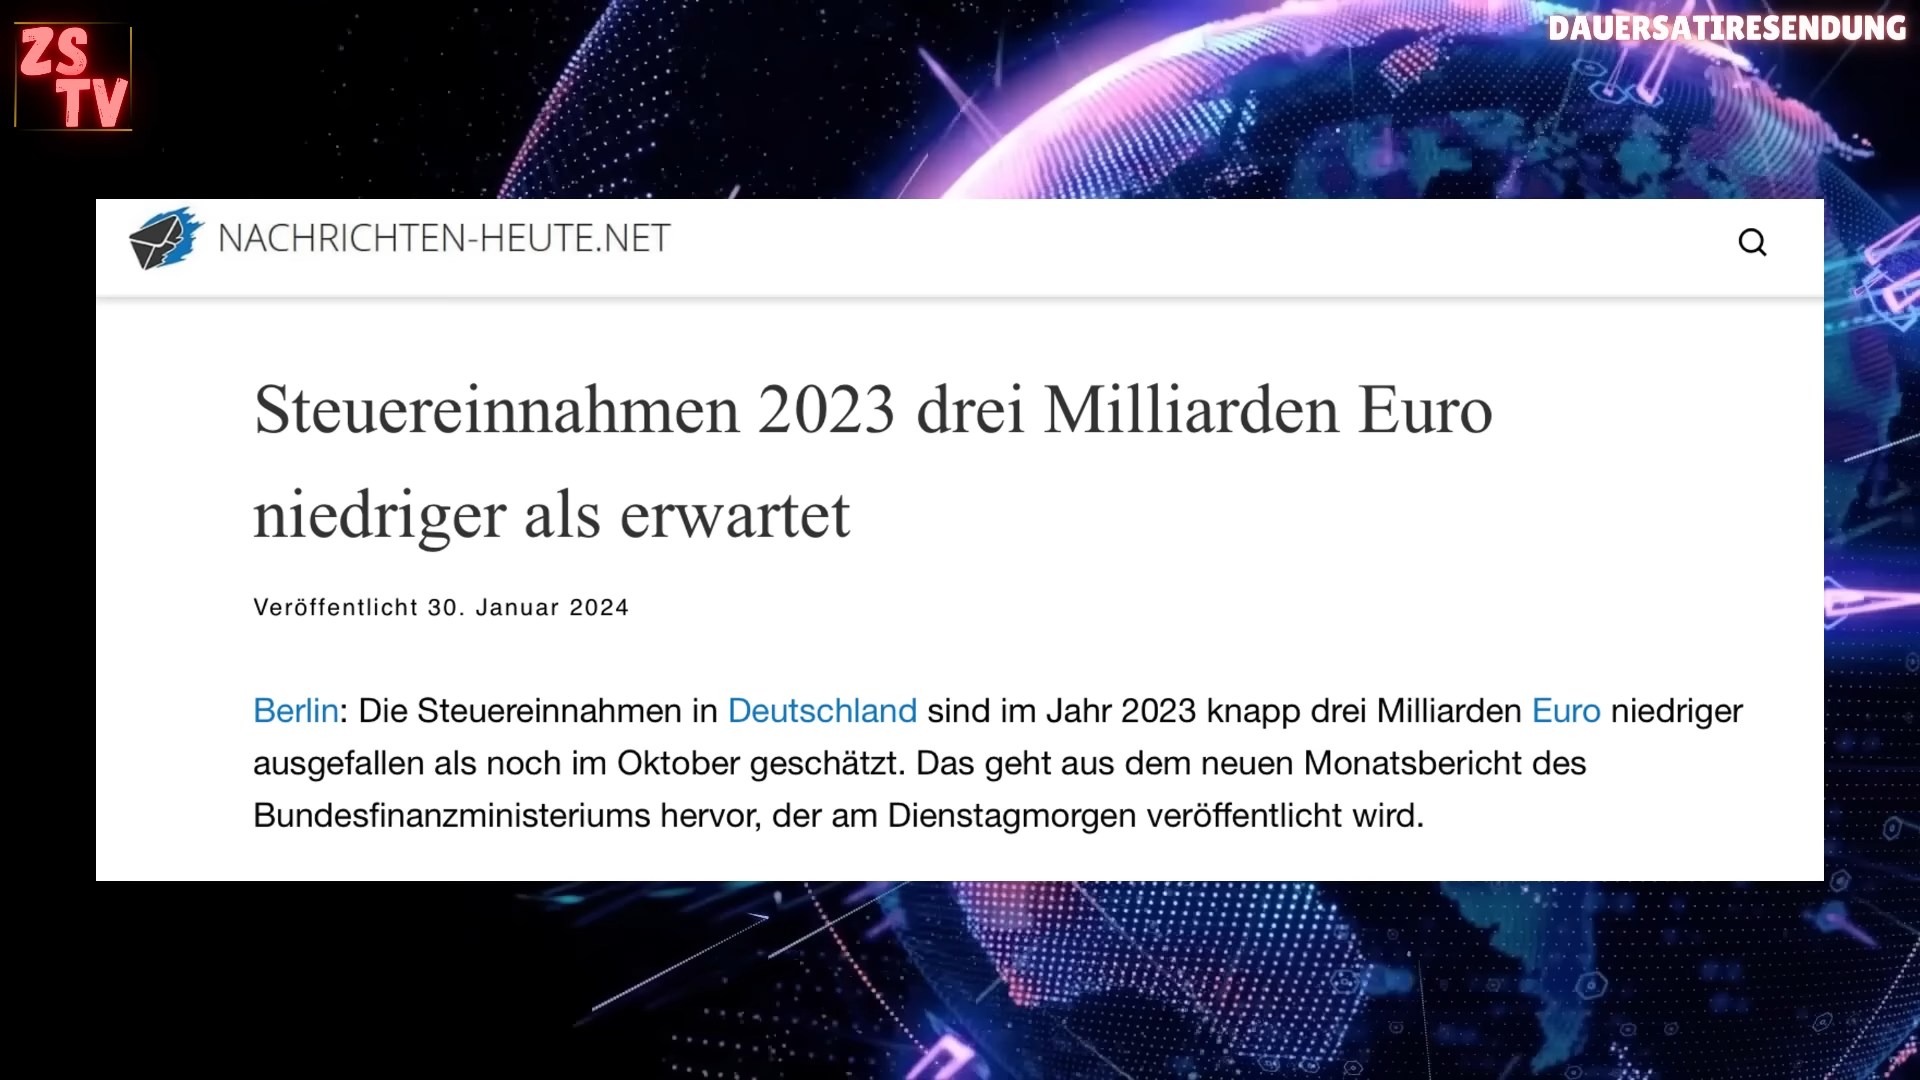 ZS
TV
DAUERSATIRESENDUNG
NACHRICHTEN-HEUTE.NET
Steuereinnahmen 2023 drei Milliarden Euro
niedriger als erwartet
Veröffentlicht 30. Januar 2024
Berlin: Die Steuereinnahmen in Deutschland sind im Jahr 2023 knapp drei Milliarden Euro niedriger
ausgefallen als noch im Oktober geschätzt. Das geht aus dem neuen Monatsbericht des
Bundesfinanzministeriums hervor, der am Dienstagmorgen veröffentlicht wird.